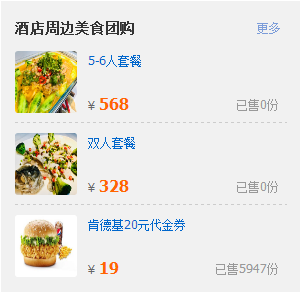 酒店周边美食团购 更多
5-6人套餐
¥ 568 已售0份
双人套餐
¥ 328 已售0份
肯德基20元代金券
¥ 19 已售5947份